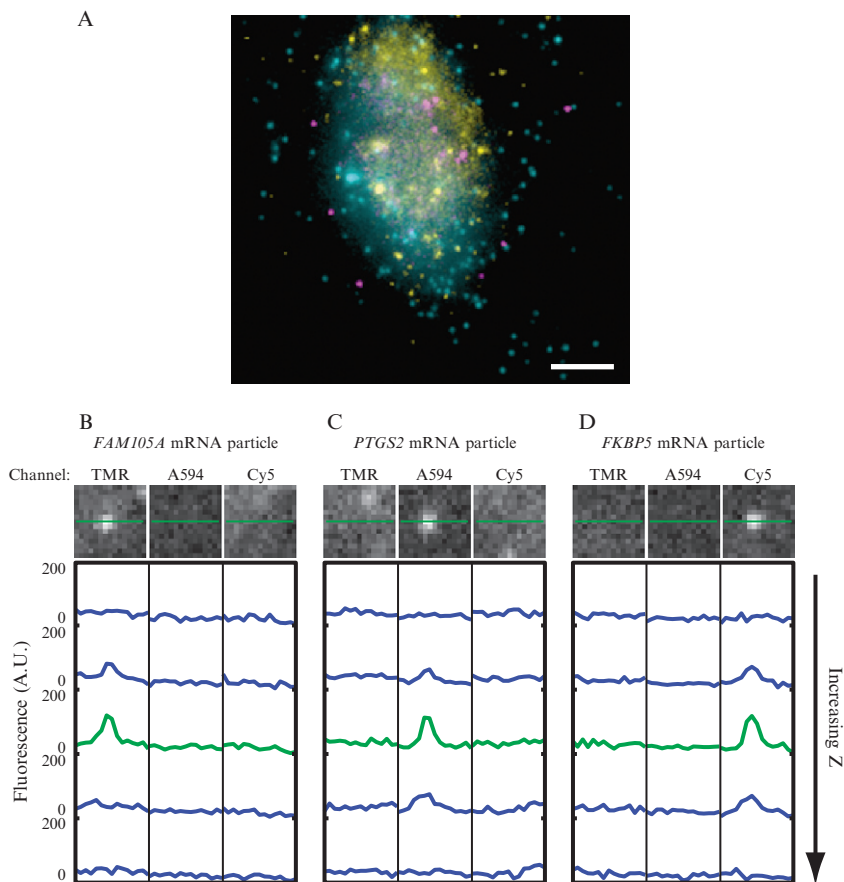 A
B
FAM105A mRNA particle
C
PTGS2 mRNA particle
D
FKBP5 mRNA particle
Channel: TMR A594 Cy5
TMR A594 Cy5
TMR A594 Cy5
Fluorescence (A.U.)
200
0
200
0
200
0
200
0
200
0
Increasing Z